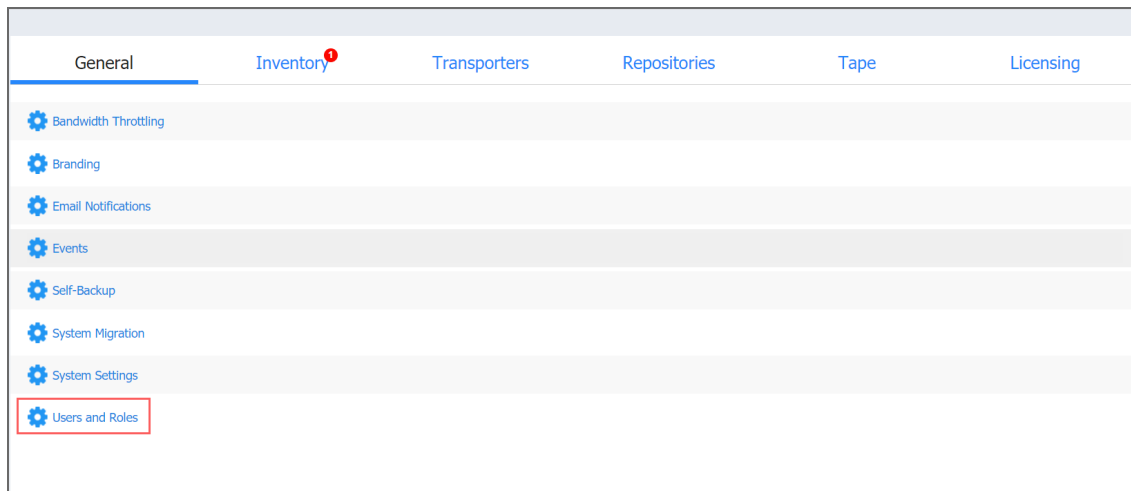 General Inventory 1 Transporters Repositories Tape Licensing
Bandwidth Throttling
Branding
Email Notifications
Events
Self-Backup
System Migration
System Settings
Users and Roles